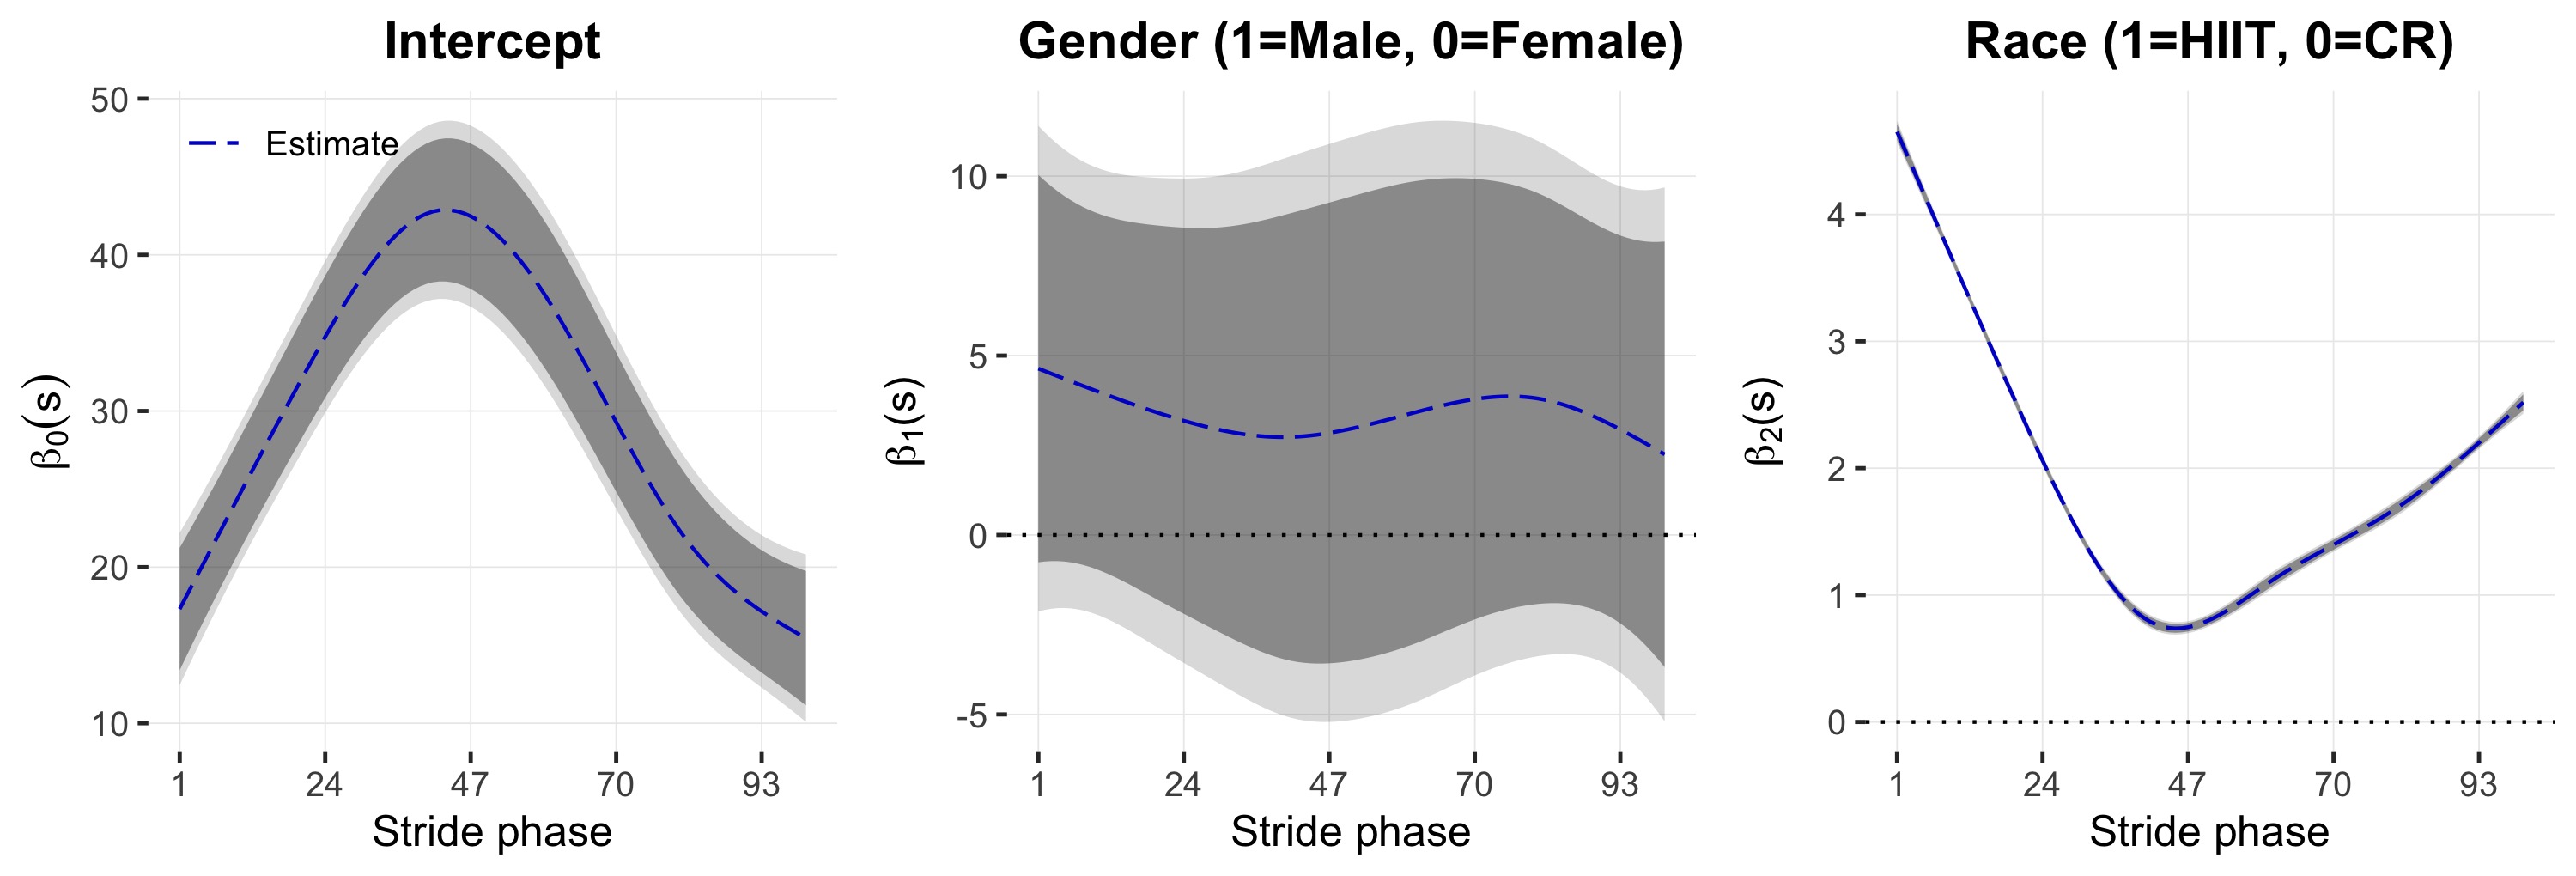 Intercept
Gender (1=Male, 0=Female)
Race (1=HIIT, 0=CR)
Estimate
β0(s)
50
40
30
20
10
1 24 47 70 93
Stride phase
β1(s)
10
5
0
-5
1 24 47 70 93
Stride phase
β2(s)
4
3
2
1
0
1 24 47 70 93
Stride phase